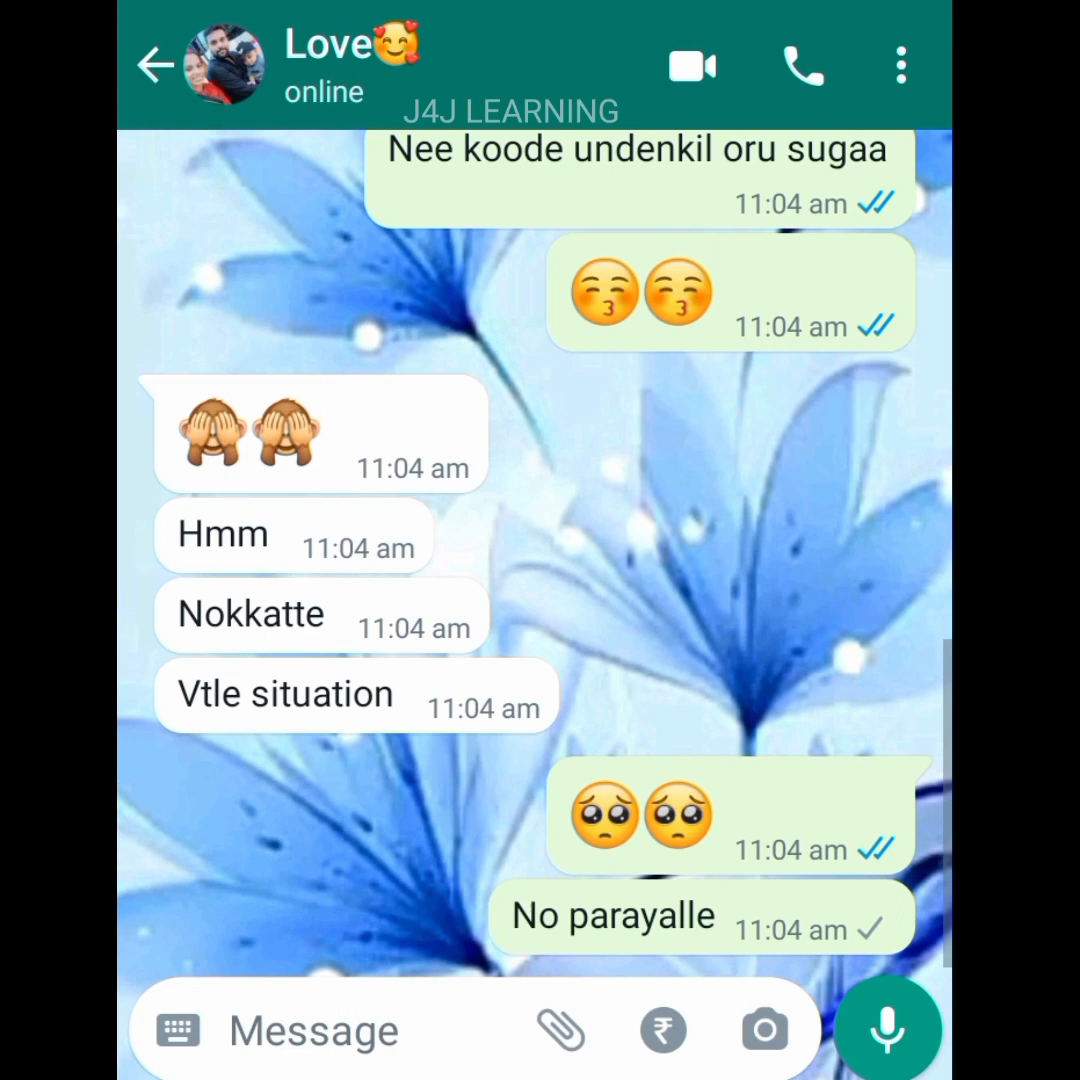 Love🥰
online
J4J LEARNING
Nee koode undenkil oru sugaa
11:04 am
😚😚 11:04 am
🙈🙈 11:04 am
Hmm 11:04 am
Nokkatte 11:04 am
Vtle situation 11:04 am
🥺🥺 11:04 am
No parayalle 11:04 am
Message